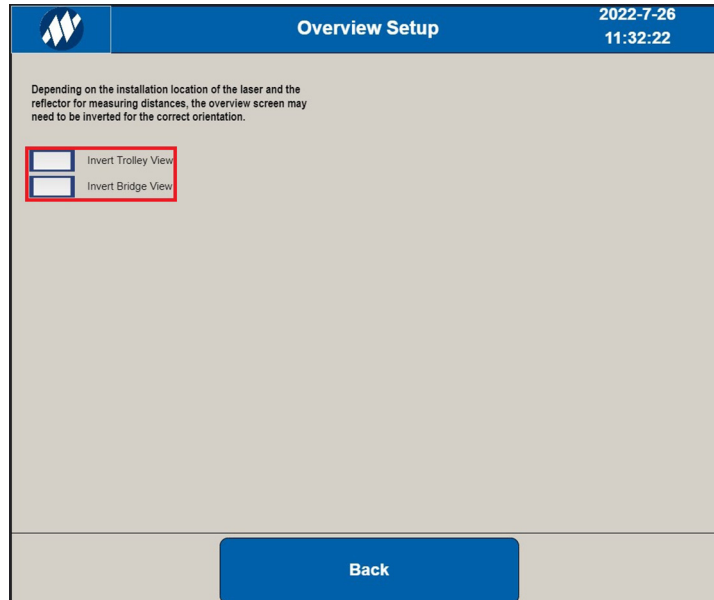 Overview Setup
2022-7-26
11:32:22
Depending on the installation location of the laser and the
reflector for measuring distances, the overview screen may
need to be inverted for the correct orientation.
Invert Trolley View
Invert Bridge View
Back